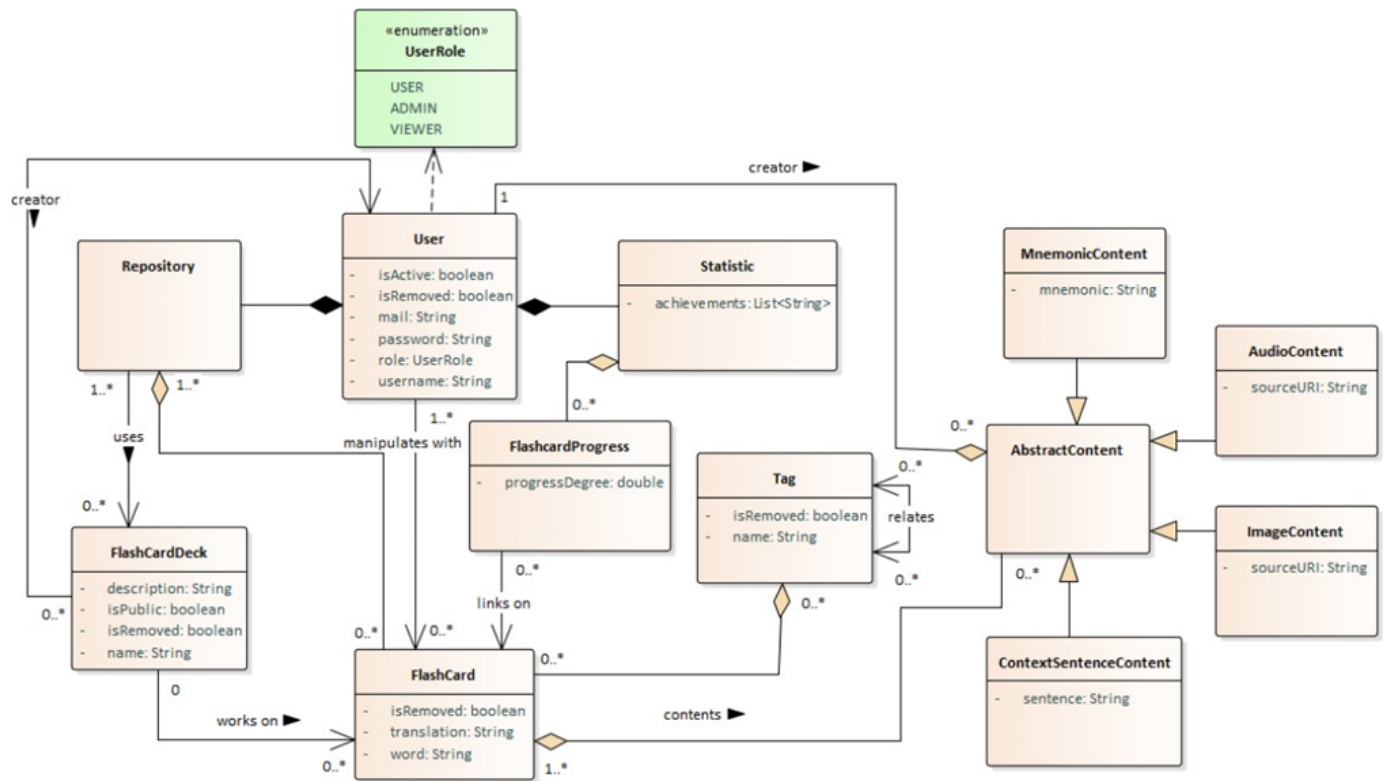 «enumeration»
UserRole
USER
ADMIN
VIEWER
creator
creator
1
User
- isActive: boolean
- isRemoved: boolean
- mail: String
- password: String
- role: UserRole
- username: String
Repository
Statistic
- achievements: List<String>
MnemonicContent
- mnemonic: String
AudioContent
- sourceURI: String
1..*
1..*
uses
0..*
1..*
manipulates with
0..*
FlashcardProgress
- progressDegree: double
0..*
links on
Tag
- isRemoved: boolean
- name: String
0..*
relates
0..*
0..*
AbstractContent
0..*
ImageContent
- sourceURI: String
FlashCardDeck
- description: String
- isPublic: boolean
- isRemoved: boolean
- name: String
0..*
0
works on
0..*
0..*
0..*
0..*
0..*
FlashCard
- isRemoved: boolean
- translation: String
- word: String
1..*
contents
ContextSentenceContent
- sentence: String